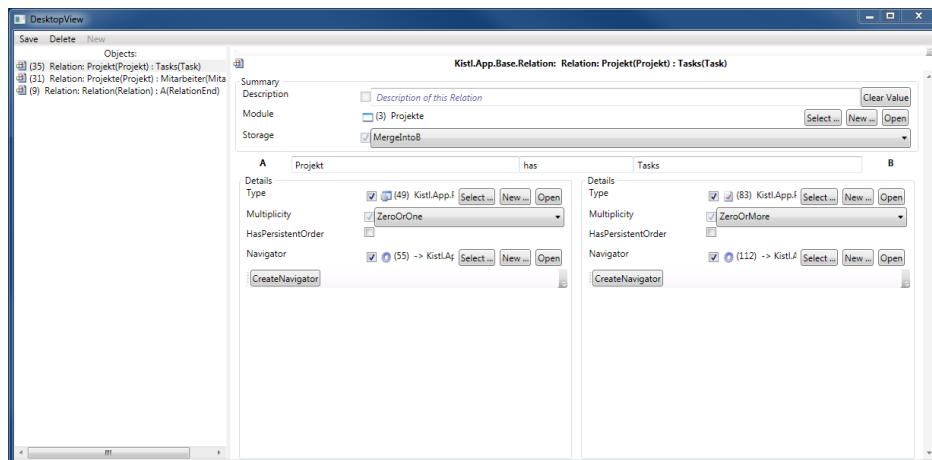 DesktopView
Save Delete New
Objects:
(35) Relation: Projekt(Projekt) : Tasks(Task)
(31) Relation: Projekte(Projekt) : Mitarbeiter(Mita
(9) Relation: Relation(Relation) : A(RelationEnd)
Kistl.App.Base.Relation: Relation: Projekt(Projekt) : Tasks(Task)
Summary
Description Description of this Relation Clear Value
Module (3) Projekte Select ... New ... Open
Storage MergeIntoB
A Projekt has Tasks B
Details
Type (49) Kistl.App.F Select ... New ... Open
Multiplicity ZeroOrOne
HasPersistentOrder
Navigator (55) -> Kistl.Ap Select ... New ... Open
CreateNavigator
Details
Type (83) Kistl.App.F Select ... New ... Open
Multiplicity ZeroOrMore
HasPersistentOrder
Navigator (112) -> Kistl.A Select ... New ... Open
CreateNavigator